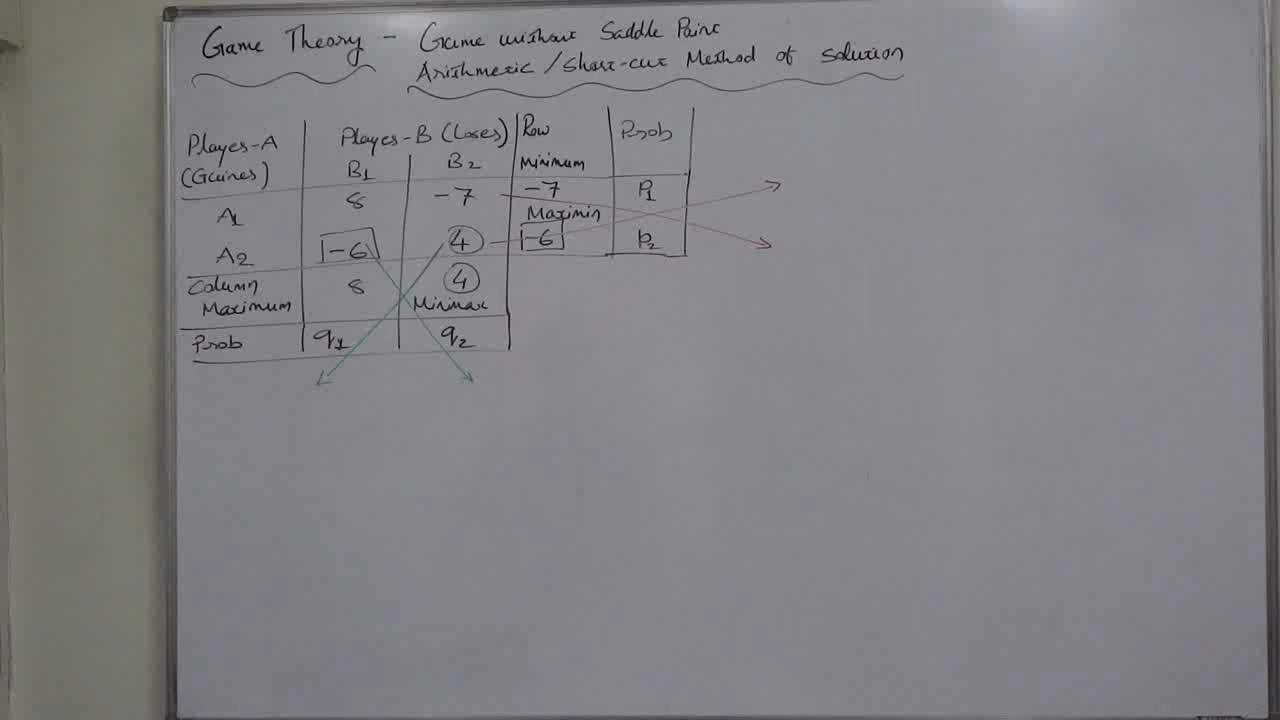 Game Theory - Game without Saddle Point
Arithmetic / Short-cut Method of Solution
Player-A Player-B (Loses) Row Prob
(Gainer) B1 B2 Minimum
A1 8 -7 -7 P1
Maximin
A2 -6 4 -6 P2
Column 8 4
Maximum Minimax
Prob q1 q2